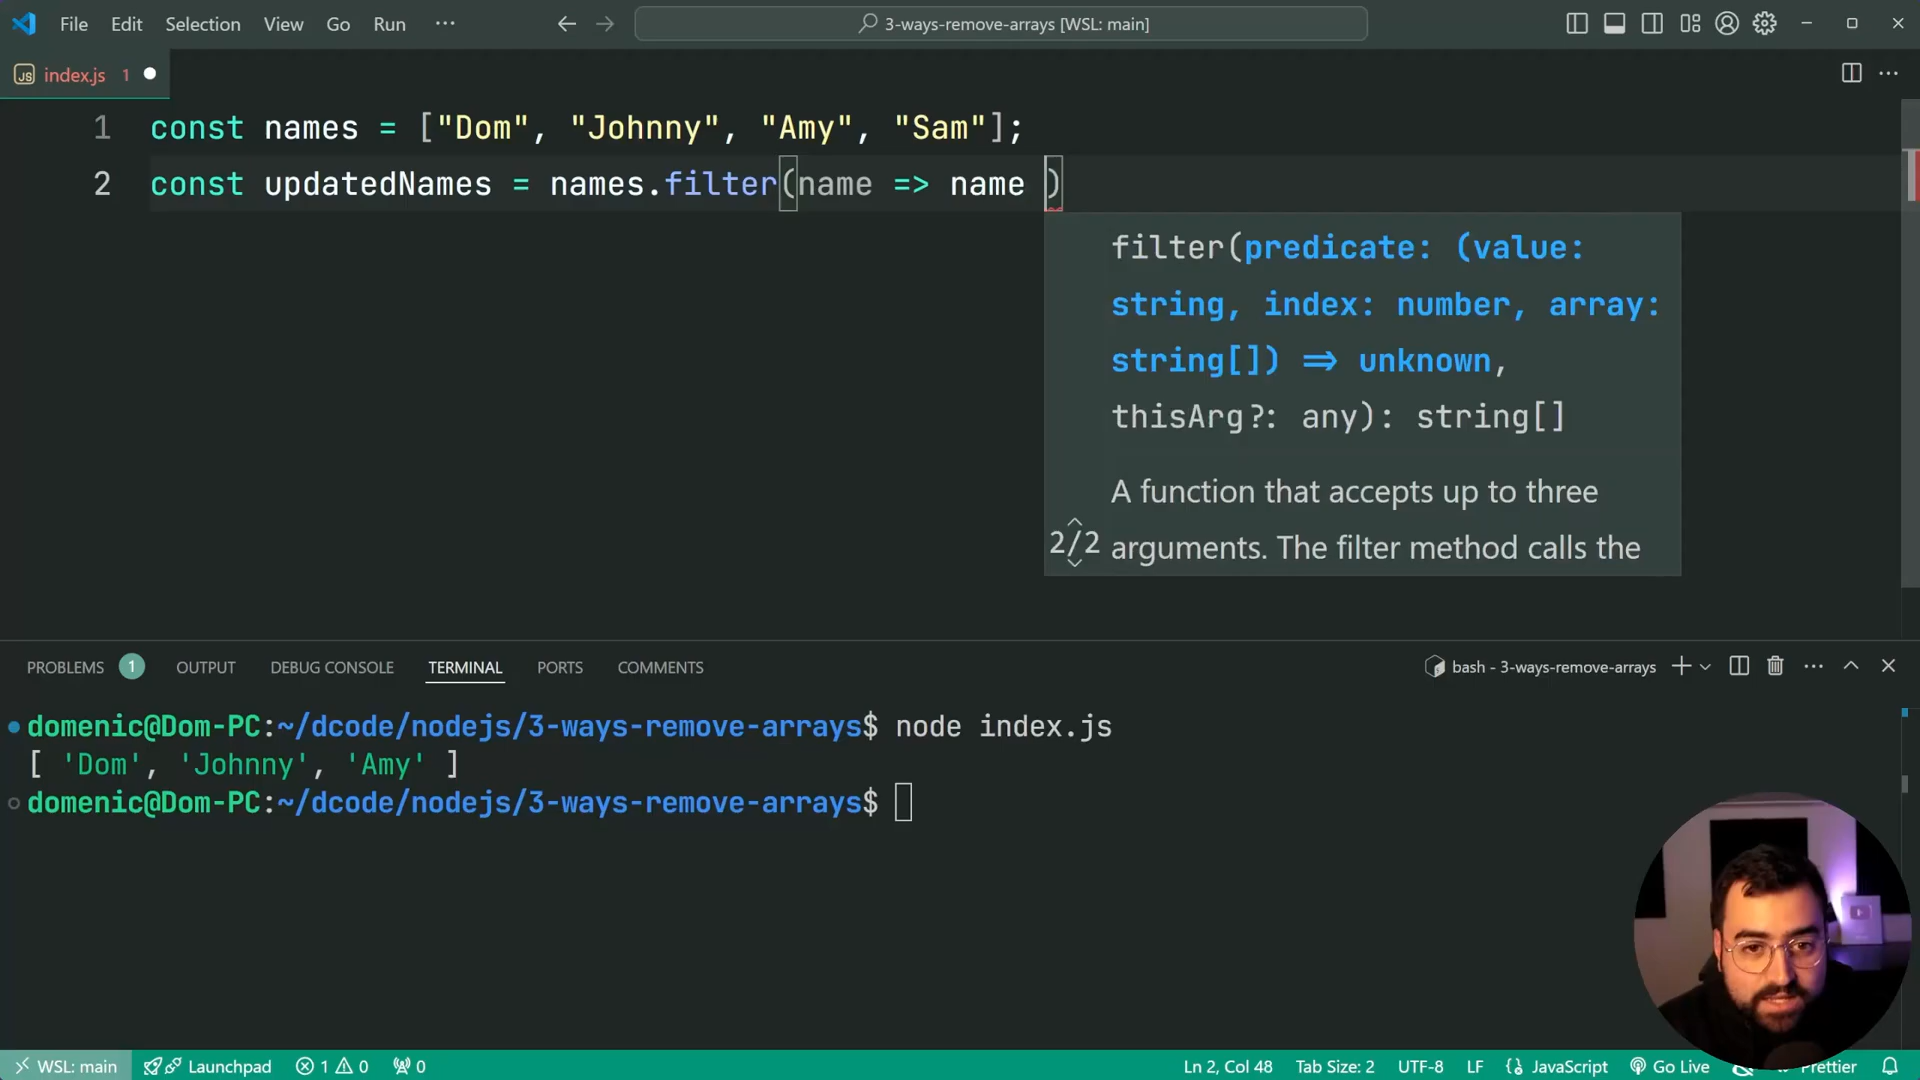 File Edit Selection View Go Run ···
3-ways-remove-arrays [WSL: main]
JS index.js 1
1 const names = ["Dom", "Johnny", "Amy", "Sam"];
2 const updatedNames = names.filter(name => name )
filter(predicate: (value:
string, index: number, array:
string[]) => unknown,
thisArg?: any): string[]
A function that accepts up to three
2/2 arguments. The filter method calls the
PROBLEMS 1 OUTPUT DEBUG CONSOLE TERMINAL PORTS COMMENTS
bash - 3-ways-remove-arrays
domenic@Dom-PC:~/dcode/nodejs/3-ways-remove-arrays$ node index.js
[ 'Dom', 'Johnny', 'Amy' ]
domenic@Dom-PC:~/dcode/nodejs/3-ways-remove-arrays$
WSL: main Launchpad 1 0 0 Ln 2, Col 48 Tab Size: 2 UTF-8 LF {} JavaScript Go Live Prettier